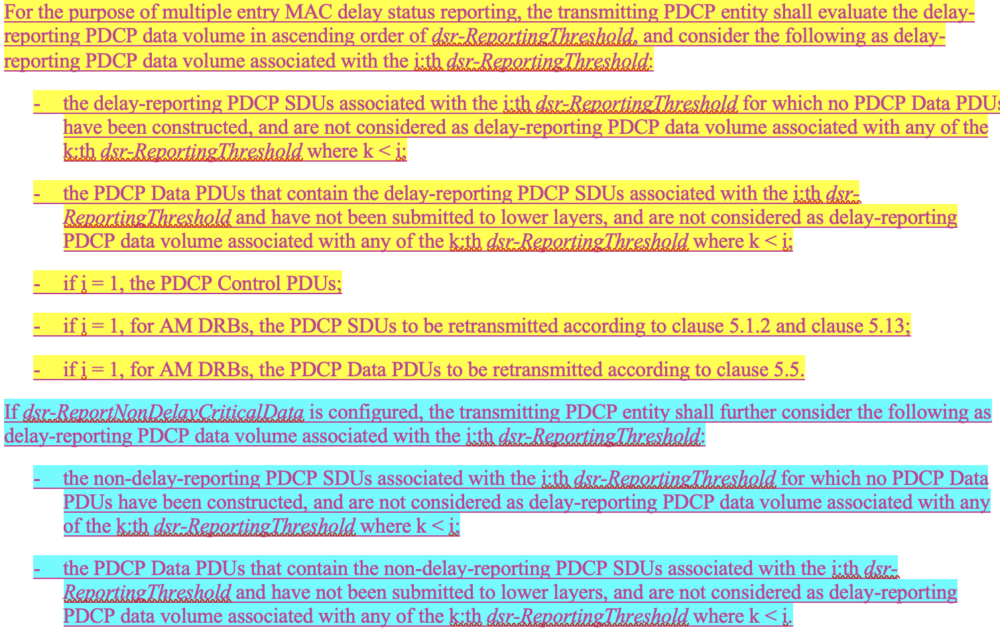 For the purpose of multiple entry MAC delay status reporting, the transmitting PDCP entity shall evaluate the delay-
reporting PDCP data volume in ascending order of dsr-ReportingThreshold, and consider the following as delay-
reporting PDCP data volume associated with the i:th dsr-ReportingThreshold:
- the delay-reporting PDCP SDUs associated with the i:th dsr-ReportingThreshold for which no PDCP Data PDUs
have been constructed, and are not considered as delay-reporting PDCP data volume associated with any of the
k:th dsr-ReportingThreshold where k < i;
- the PDCP Data PDUs that contain the delay-reporting PDCP SDUs associated with the i:th dsr-
ReportingThreshold and have not been submitted to lower layers, and are not considered as delay-reporting
PDCP data volume associated with any of the k:th dsr-ReportingThreshold where k < i;
- if i = 1, the PDCP Control PDUs;
- if i = 1, for AM DRBs, the PDCP SDUs to be retransmitted according to clause 5.1.2 and clause 5.13;
- if i = 1, for AM DRBs, the PDCP Data PDUs to be retransmitted according to clause 5.5.
If dsr-ReportNonDelayCriticalData is configured, the transmitting PDCP entity shall further consider the following as
delay-reporting PDCP data volume associated with the i:th dsr-ReportingThreshold:
- the non-delay-reporting PDCP SDUs associated with the i:th dsr-ReportingThreshold for which no PDCP Data
PDUs have been constructed, and are not considered as delay-reporting PDCP data volume associated with any
of the k:th dsr-ReportingThreshold where k < i;
- the PDCP Data PDUs that contain the non-delay-reporting PDCP SDUs associated with the i:th dsr-
ReportingThreshold and have not been submitted to lower layers, and are not considered as delay-reporting
PDCP data volume associated with any of the k:th dsr-ReportingThreshold where k < i.